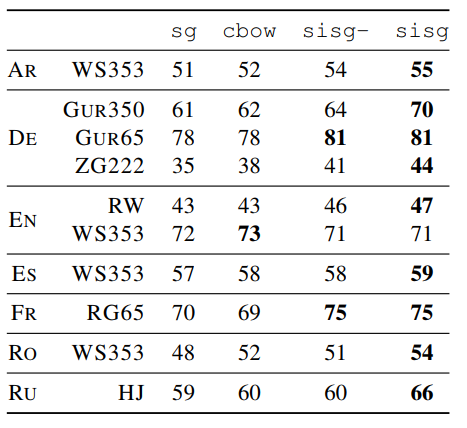 sg cbow sisg- sisg
AR WS353 51 52 54 55
GUR350 61 62 64 70
DE GUR65 78 78 81 81
ZG222 35 38 41 44
RW 43 43 46 47
EN
WS353 72 73 71 71
ES WS353 57 58 58 59
FR RG65 70 69 75 75
RO WS353 48 52 51 54
RU HJ 59 60 60 66